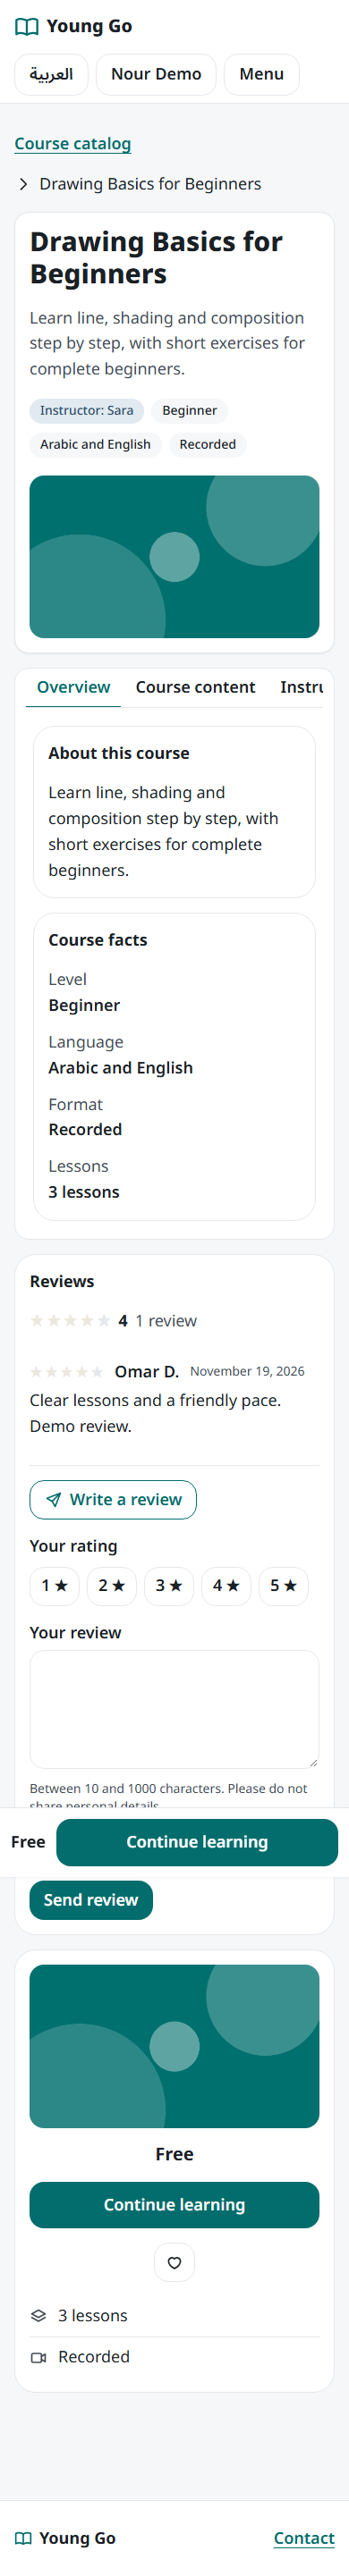 Young Go
العربية
Nour Demo
Menu
Course catalog
Drawing Basics for Beginners
Drawing Basics for
Beginners
Learn line, shading and composition
step by step, with short exercises for
complete beginners.
Instructor: Sara
Beginner
Arabic and English
Recorded
Overview
Course content
About this course
Learn line, shading and
composition step by step, with
short exercises for complete
beginners.
Course facts
Level
Beginner
Language
Arabic and English
Format
Recorded
Lessons
3 lessons
Reviews
★★★★★ 4 1 review
★★★★★ Omar D. November 19, 2026
Clear lessons and a friendly pace.
Demo review.
Write a review
Your rating
1 ★ 2 ★ 3 ★ 4 ★ 5 ★
Your review
Between 10 and 1000 characters. Please do not
share personal details
Free
Continue learning
Send review
Free
Continue learning
3 lessons
Recorded
Young Go
Contact